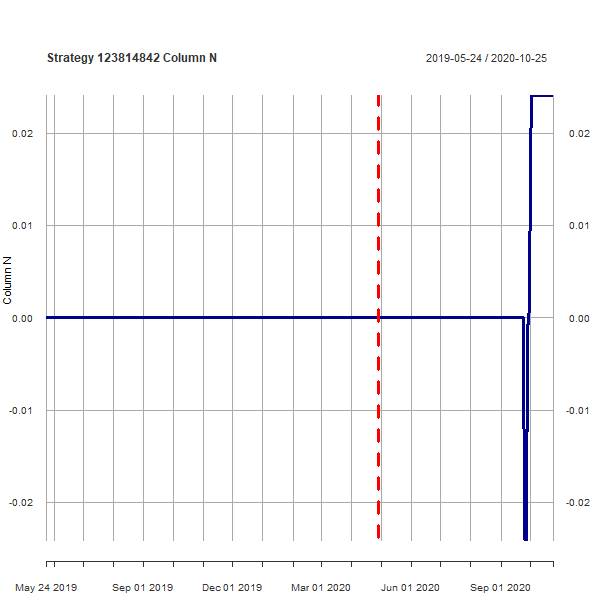 Strategy 123814842 Column N
2019-05-24 / 2020-10-25
0.02
0.02
0.01
0.01
Column N
0.00
0.00
-0.01
-0.01
-0.02
-0.02
May 24 2019
Sep 01 2019
Dec 01 2019
Mar 01 2020
Jun 01 2020
Sep 01 2020